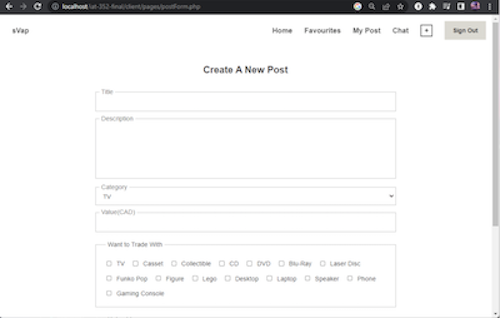 localhost/iat-352-final/client/pages/postForm.php
sVap
Home Favourites My Post Chat + Sign Out
Create A New Post
Title
Description
Category
TV
Value(CAD)
Want to Trade With
TV Casset Collectible CD DVD Blu-Ray Laser Disc
Funko Pop Figure Lego Desktop Laptop Speaker Phone
Gaming Console